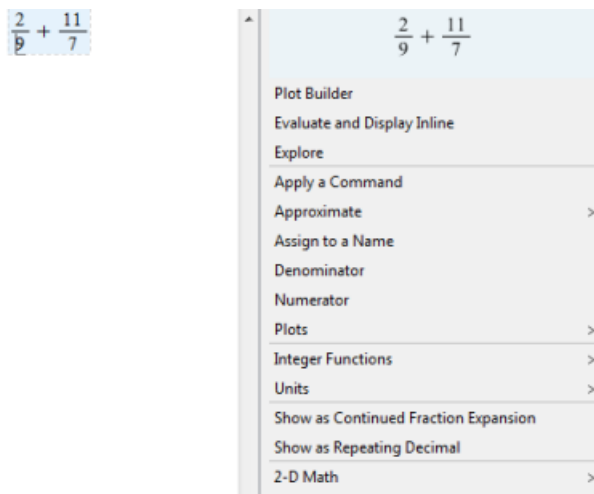 2/9 + 11/7
2/9 + 11/7
Plot Builder
Evaluate and Display Inline
Explore
Apply a Command
Approximate >
Assign to a Name
Denominator
Numerator
Plots >
Integer Functions >
Units >
Show as Continued Fraction Expansion
Show as Repeating Decimal
2-D Math >